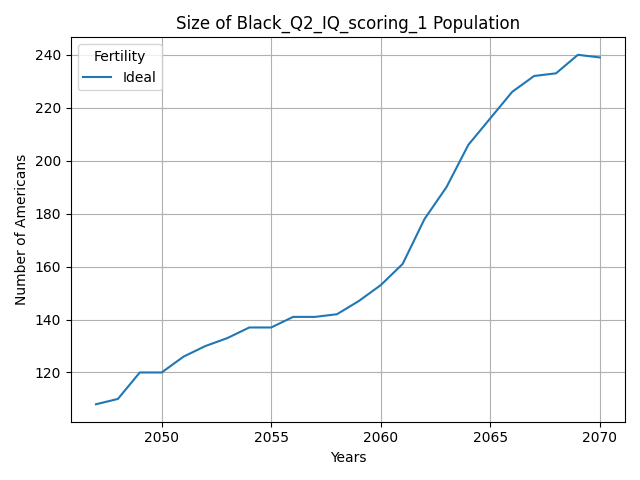 Size of Black_Q2_IQ_scoring_1 Population
Fertility
Ideal
240
220
200
180
160
140
120
Number of Americans
2050
2055
2060
2065
2070
Years